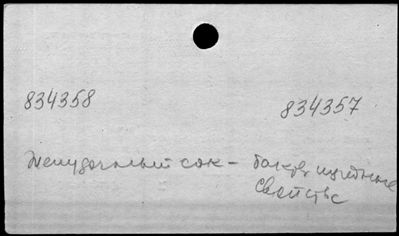 834358 834357
Желудочный сок - бактерицидные
свойства